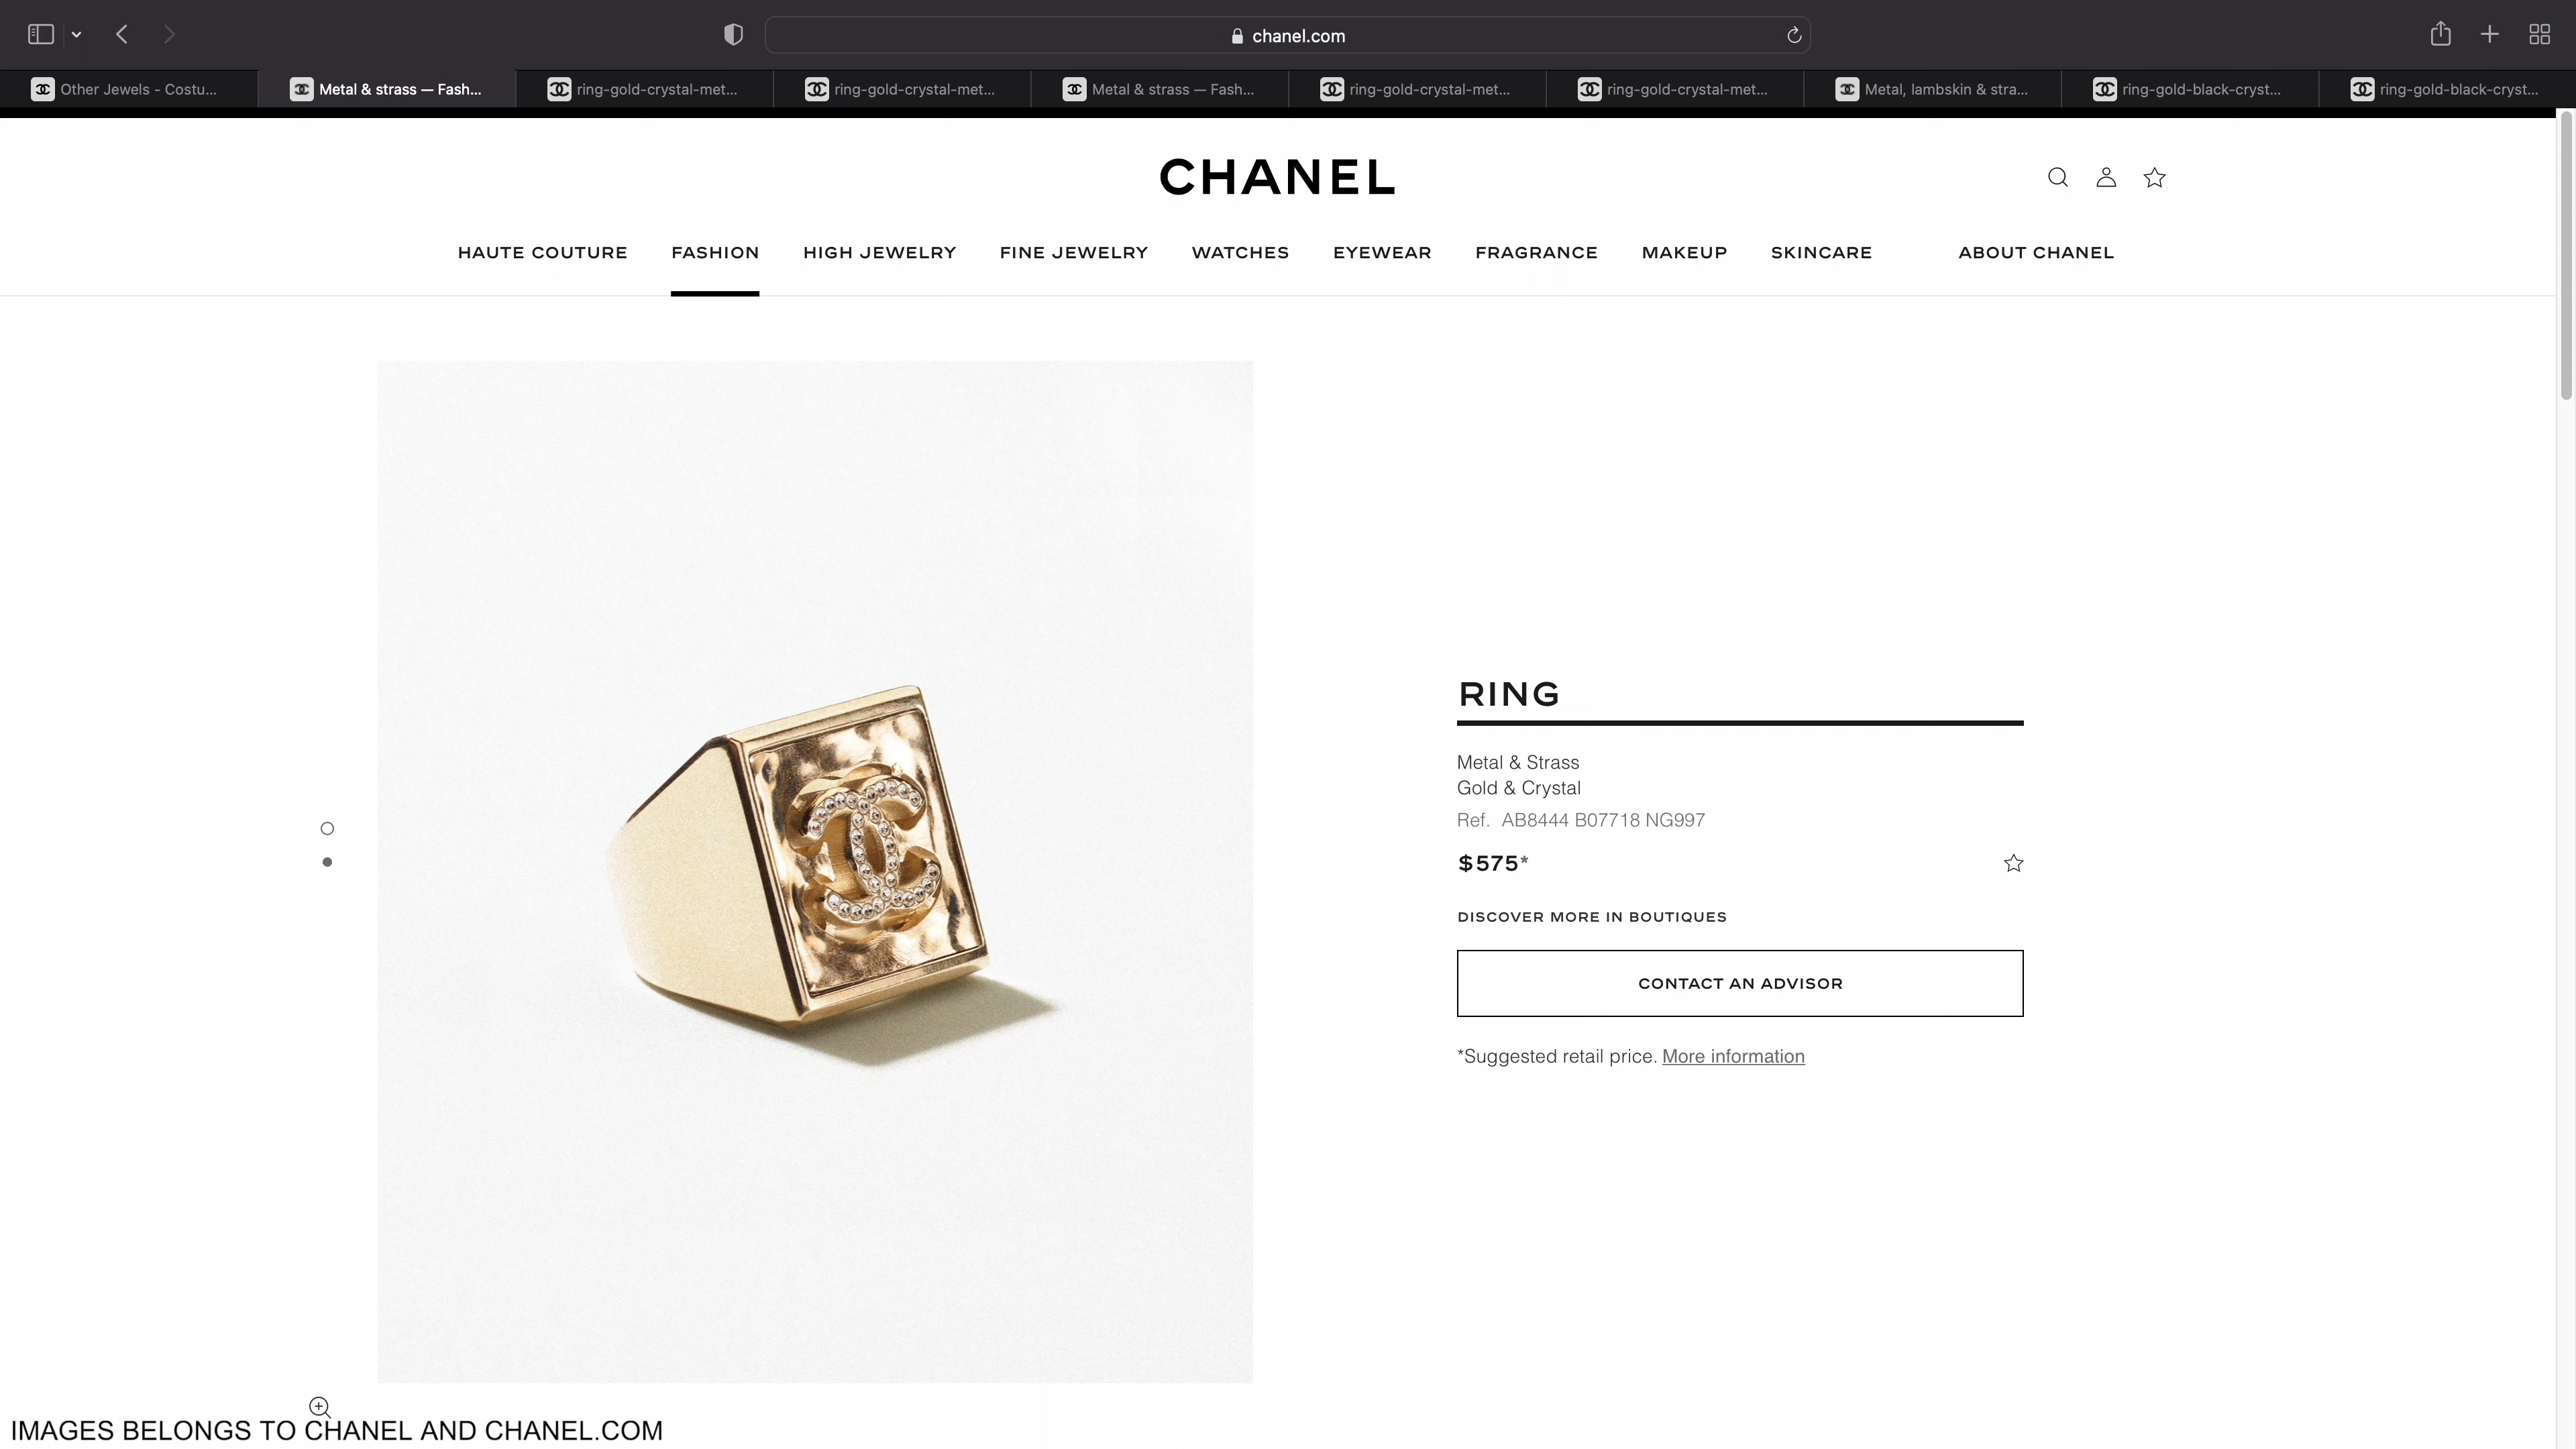 chanel.com
Other Jewels - Costu...
Metal & strass — Fash...
ring-gold-crystal-met...
ring-gold-crystal-met...
Metal & strass — Fash...
ring-gold-crystal-met...
ring-gold-crystal-met...
Metal, lambskin & stra...
ring-gold-black-cryst...
ring-gold-black-cryst...
CHANEL
HAUTE COUTURE
FASHION
HIGH JEWELRY
FINE JEWELRY
WATCHES
EYEWEAR
FRAGRANCE
MAKEUP
SKINCARE
ABOUT CHANEL
RING
Metal & Strass
Gold & Crystal
Ref. AB8444 B07718 NG997
$575*
DISCOVER MORE IN BOUTIQUES
CONTACT AN ADVISOR
*Suggested retail price. More information
IMAGES BELONGS TO CHANEL AND CHANEL.COM